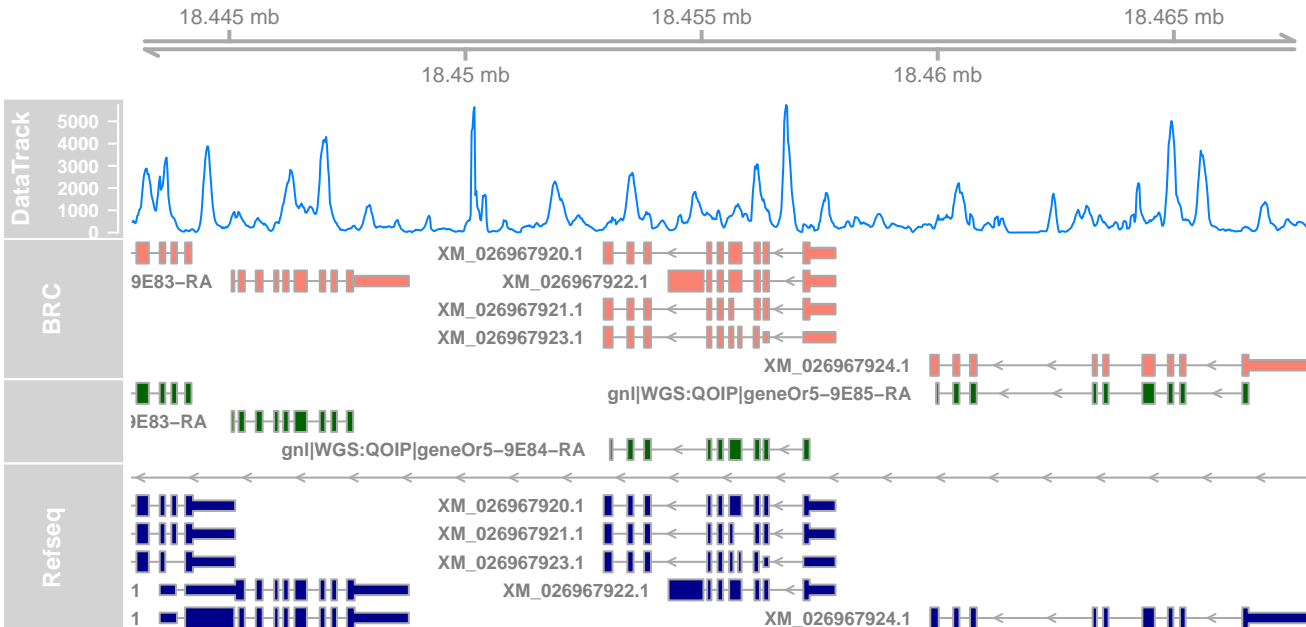 18.445 mb 18.455 mb 18.465 mb
18.45 mb 18.46 mb
DataTrack
5000
4000
3000
2000
1000
0
BRC
XM_026967920.1
9E83−RA XM_026967922.1
XM_026967921.1
XM_026967923.1
XM_026967924.1
gnl|WGS:QOIP|geneOr5−9E85−RA
9E83−RA
gnl|WGS:QOIP|geneOr5−9E84−RA
Refseq
XM_026967920.1
XM_026967921.1
XM_026967923.1
1 XM_026967922.1
1 XM_026967924.1